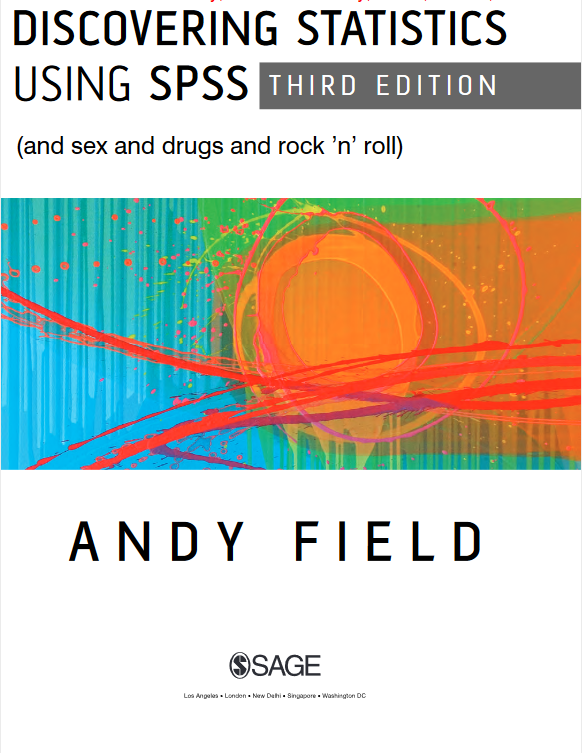 DISCOVERING STATISTICS
USING SPSS THIRD EDITION
(and sex and drugs and rock ’n’ roll)
ANDY FIELD
SAGE
Los Angeles • London • New Delhi • Singapore • Washington DC